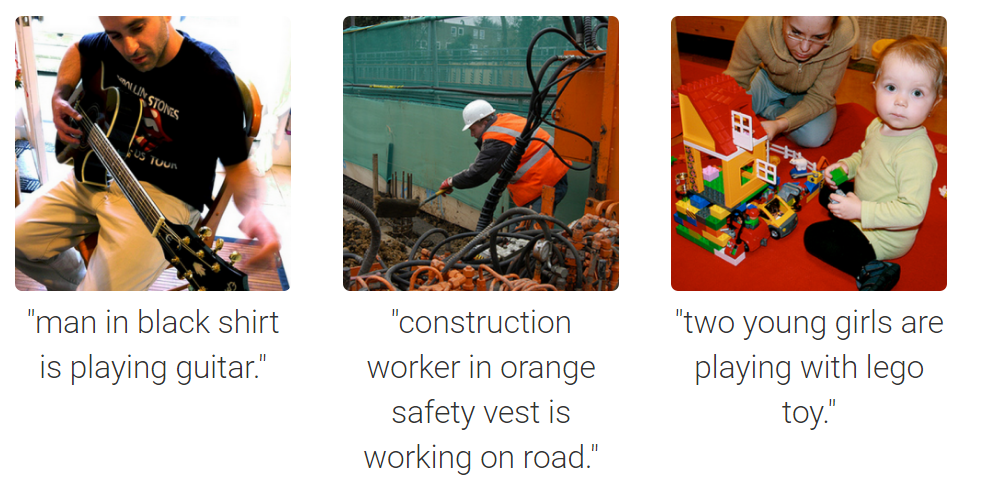 "man in black shirt
is playing guitar."
"construction
worker in orange
safety vest is
working on road."
"two young girls are
playing with lego
toy."